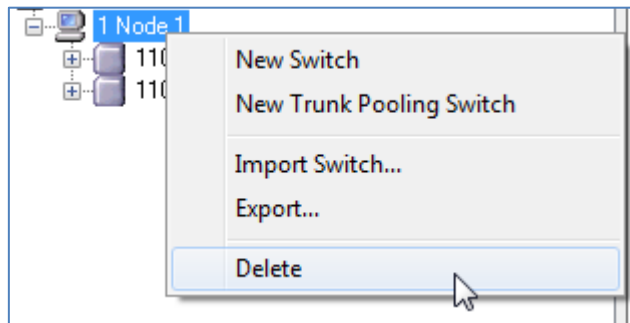 1 Node 1
110
110
New Switch
New Trunk Pooling Switch
Import Switch...
Export...
Delete